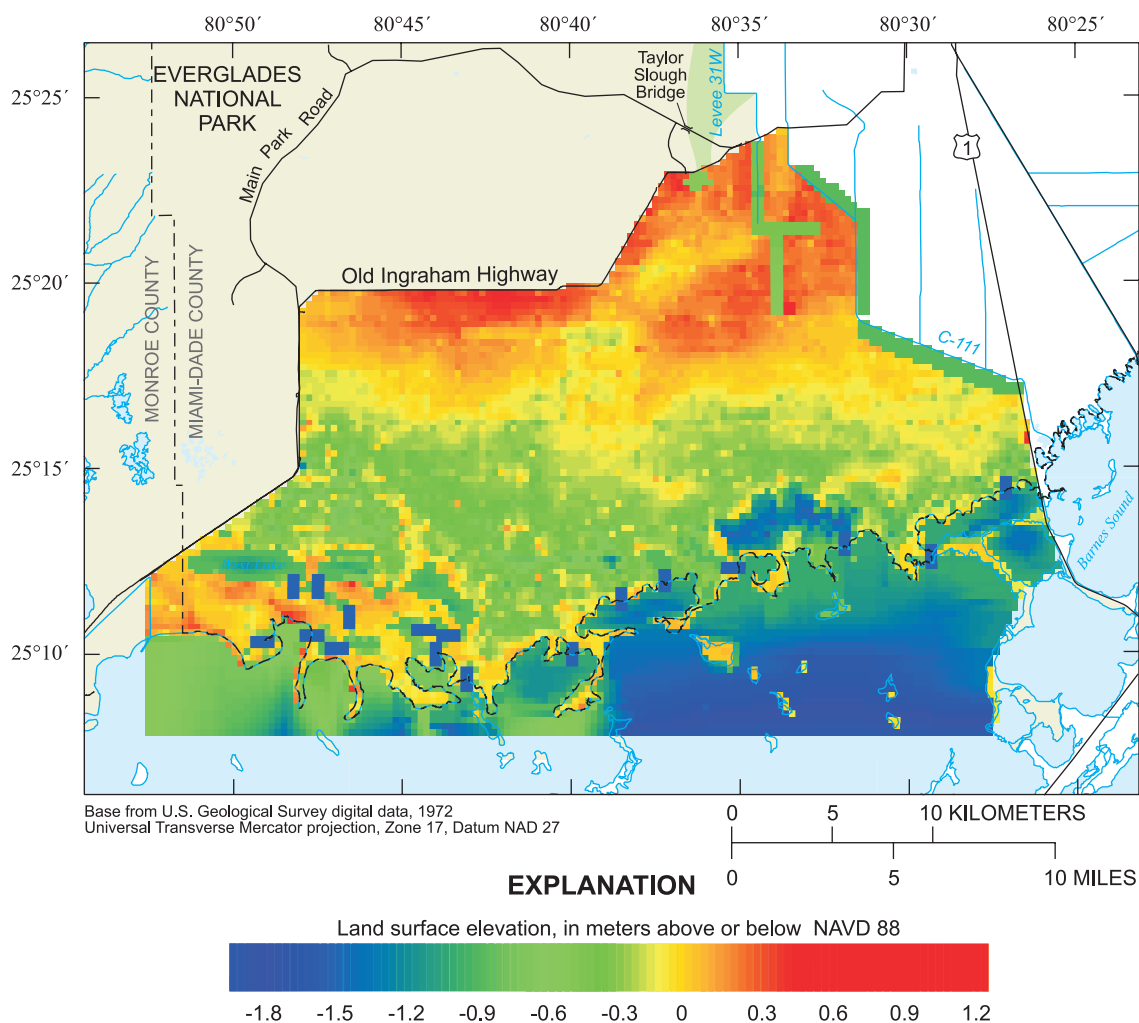 80°50´ 80°45´ 80°40´ 80°35´ 80°30´ 80°25´
25°25´
25°20´
25°15´
25°10´
EVERGLADES
NATIONAL
PARK
Main Park Road
Taylor
Slough
Bridge
Levee 31W
1
Old Ingraham Highway
MONROE COUNTY
MIAMI-DADE COUNTY
C-111
Barnes Sound
Base from U.S. Geological Survey digital data, 1972
Universal Transverse Mercator projection, Zone 17, Datum NAD 27
0 5 10 KILOMETERS
0 5 10 MILES
EXPLANATION
Land surface elevation, in meters above or below NAVD 88
-1.8 -1.5 -1.2 -0.9 -0.6 -0.3 0 0.3 0.6 0.9 1.2